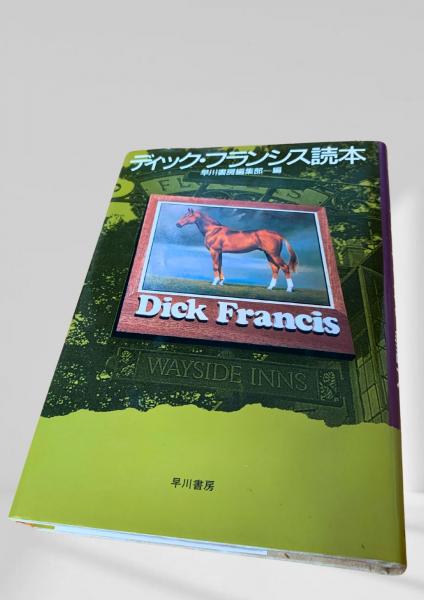 ディック・フランシス読本
早川書房編集部=編
Dick Francis
WAYSIDE INNS
早川書房